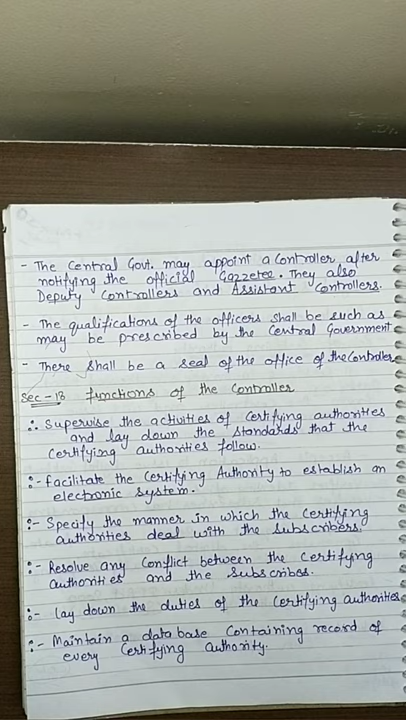 - The Central Govt. may appoint a Controller after
notifying the official Gazzetee. They also
Deputy Controllers and Assistant Controllers.
- The qualifications of the officers shall be such as
may be prescribed by the Central Government
- There shall be a seal of the office of the Controller
Sec - 18 functions of the Controller
∴ Supervise the activities of Certifying authorities
and lay down the standards that the
Certifying authorities follow.
:- Facilitate the Certifying Authority to establish an
electronic system.
:- Specify the manner in which the Certifying
authorities deal with the Subscribers.
:- Resolve any Conflict between the Certifying
authorities and the subscribes.
:- lay down the duties of the Certifying authorities
:- Maintain a data base Containing record of
every Certifying authority.